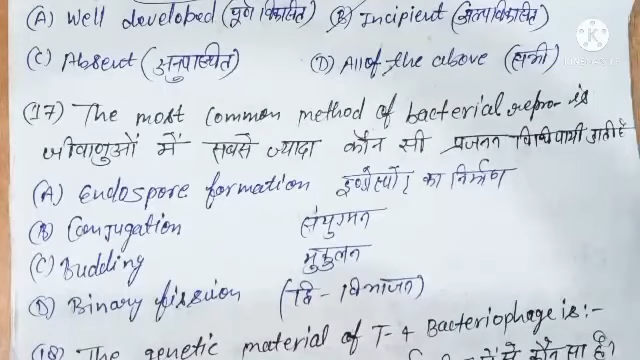 (A) Well developed (पूर्ण विकसित) (B) Incipient (अल्पविकसित)
(C) Absent (अनुपस्थित) (D) All of the above (सभी)
(17) The most common method of bacterial repro- is
जीवाणुओं में सबसे ज्यादा कौन सी प्रजनन विधि पायी जाती है
(A) Endospore formation इण्डोस्पोर का निर्माण
(B) Conjugation संयुग्मन
(C) Budding मुकुलन
(D) Binary fission (द्वि-विभाजन)
(18) The genetic material of T-4 Bacteriophage is:-
में से कौन सा है।